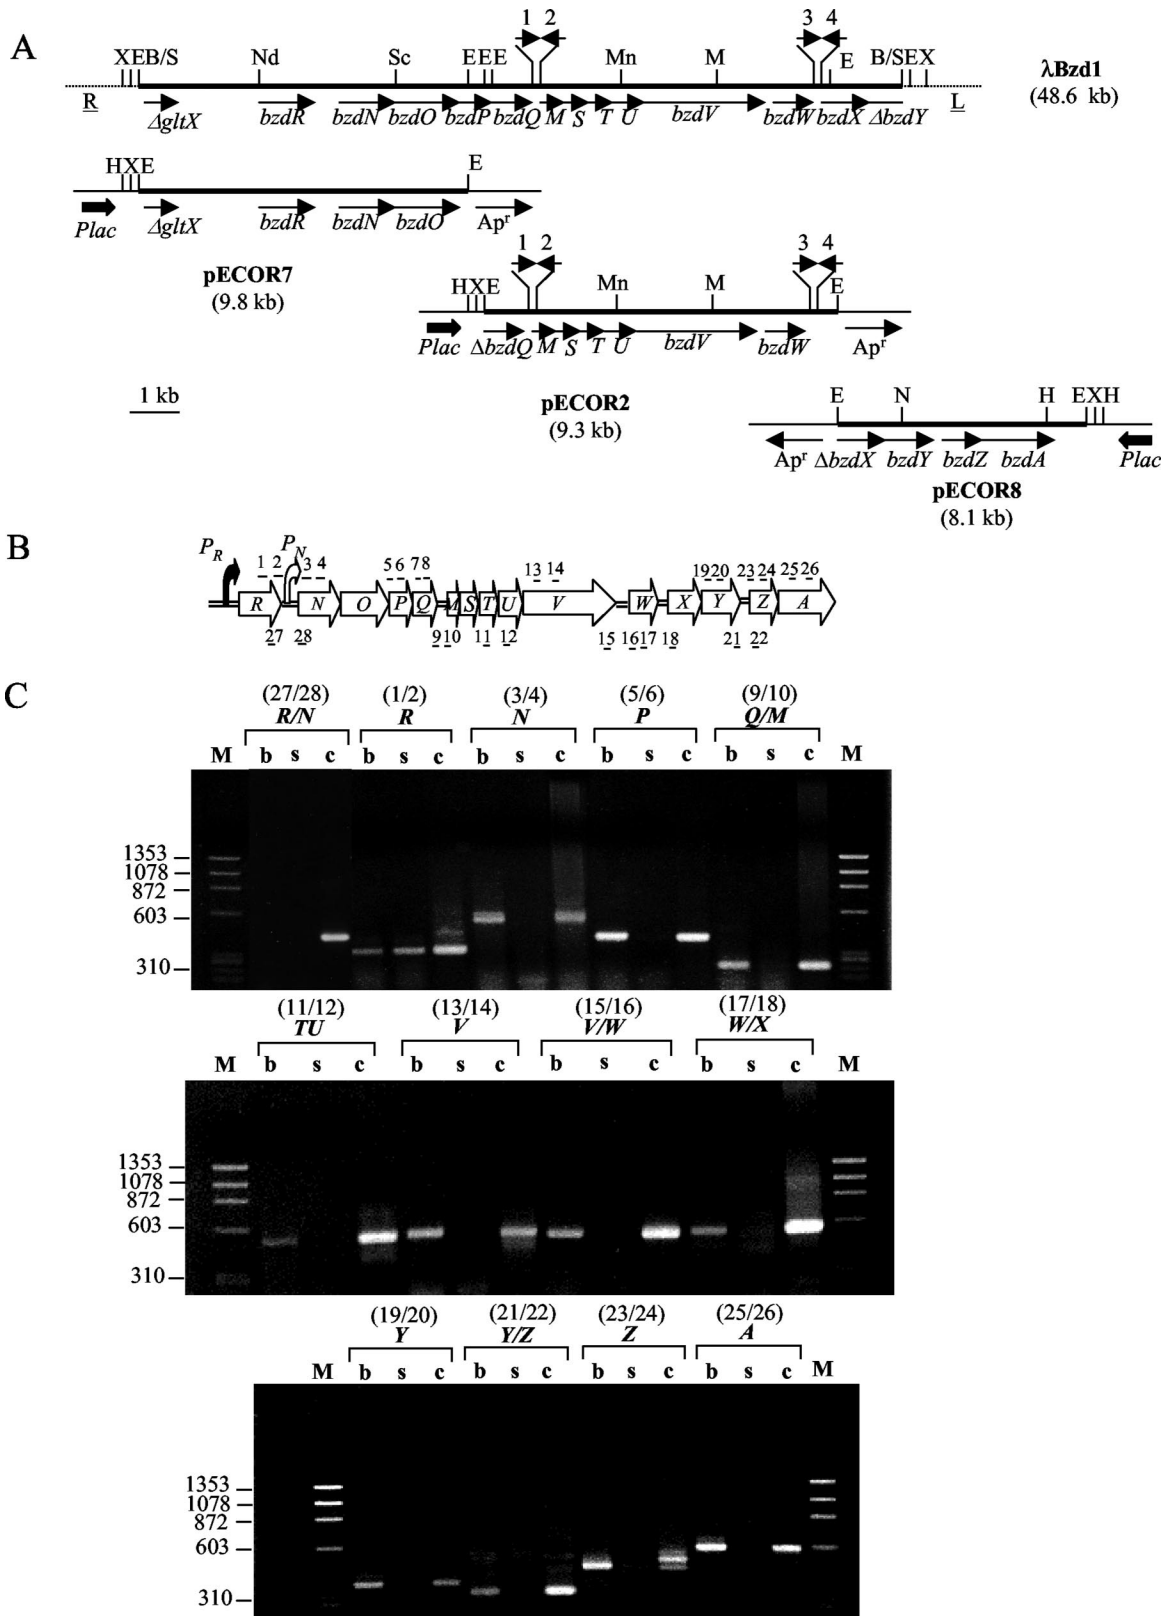 A
1 2
3 4
XEB/S Nd Sc EEE Mn M E B/SEX
λBzd1
(48.6 kb)
R L
ΔgltX bzdR bzdN bzdO bzdP bzdQ M S T U bzdV bzdW bzdX ΔbzdY
HXE E
Plac ΔgltX bzdR bzdN bzdO Apʳ
pECOR7
(9.8 kb)
1 2 3 4
HXE Mn M E
Plac ΔbzdQ M S T U bzdV bzdW Apʳ
pECOR2
(9.3 kb)
1 kb
E N H EXH
Apʳ ΔbzdX bzdY bzdZ bzdA Plac
pECOR8
(8.1 kb)
B
P_R P_N
1 2 3 4 5 6 7 8 13 14 19 20 23 24 25 26
R N O P Q M S T U V W X Y Z A
27 28 9 10 11 12 15 16 17 18 21 22
C
(27/28) (1/2) (3/4) (5/6) (9/10)
R/N R N P Q/M
M b s c b s c b s c b s c b s c M
1353
1078
872
603
310
(11/12) (13/14) (15/16) (17/18)
TU V V/W W/X
M b s c b s c b s c b s c M
1353
1078
872
603
310
(19/20) (21/22) (23/24) (25/26)
Y Y/Z Z A
M b s c b s c b s c b s c M
1353
1078
872
603
310